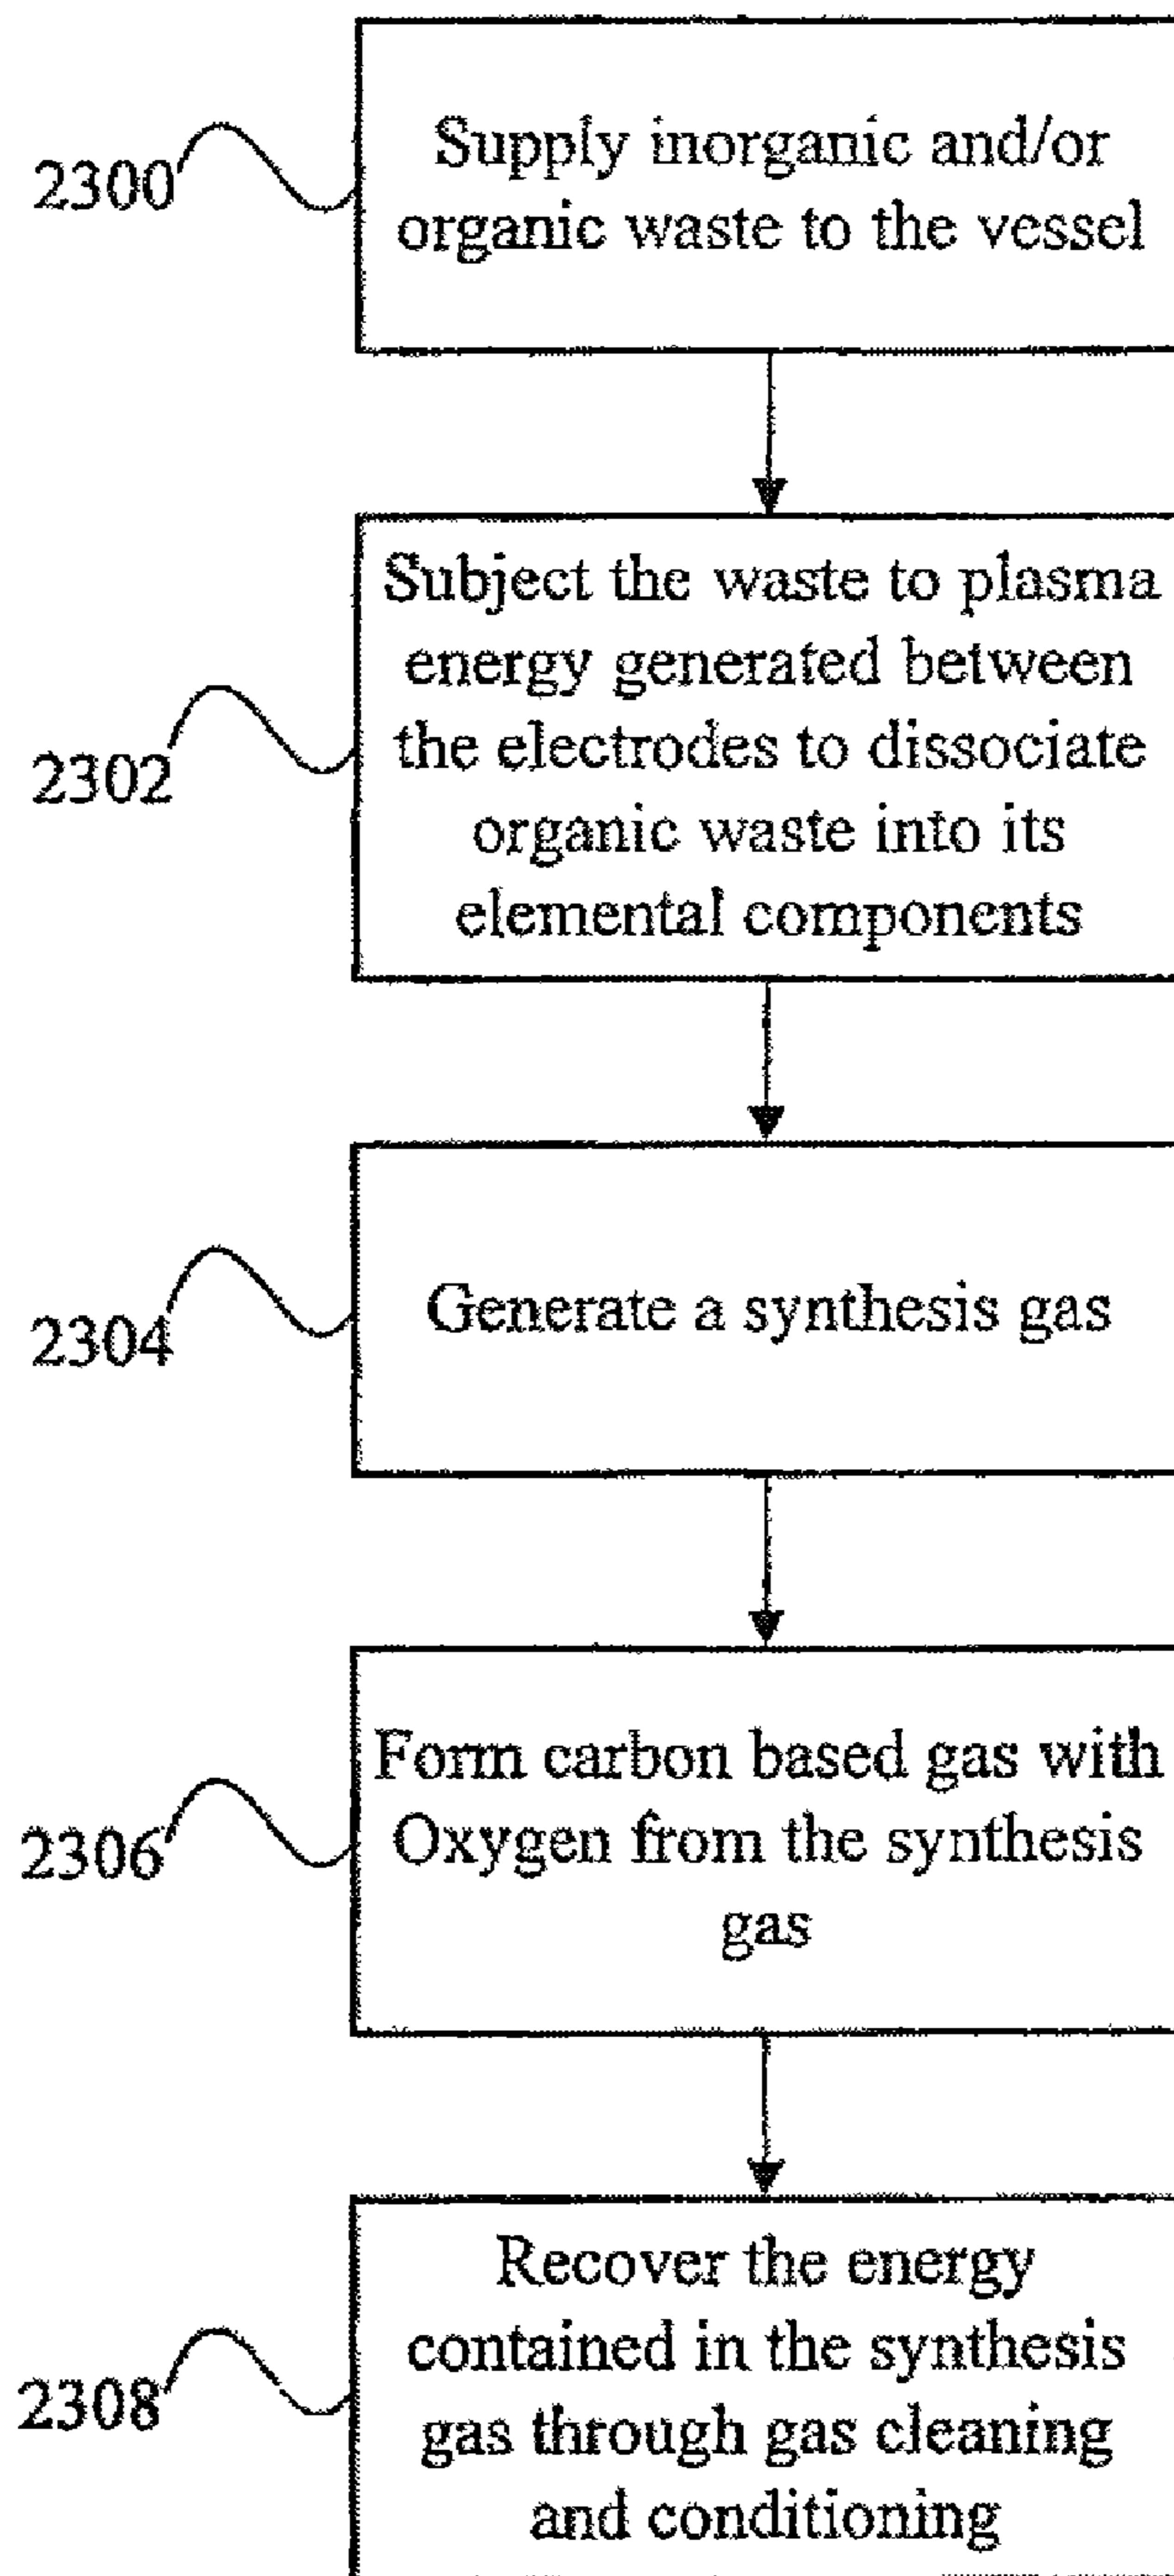 2300
Supply inorganic and/or
organic waste to the vessel
2302
Subject the waste to plasma
energy generated between
the electrodes to dissociate
organic waste into its
elemental components
2304
Generate a synthesis gas
2306
Form carbon based gas with
Oxygen from the synthesis
gas
2308
Recover the energy
contained in the synthesis
gas through gas cleaning
and conditioning